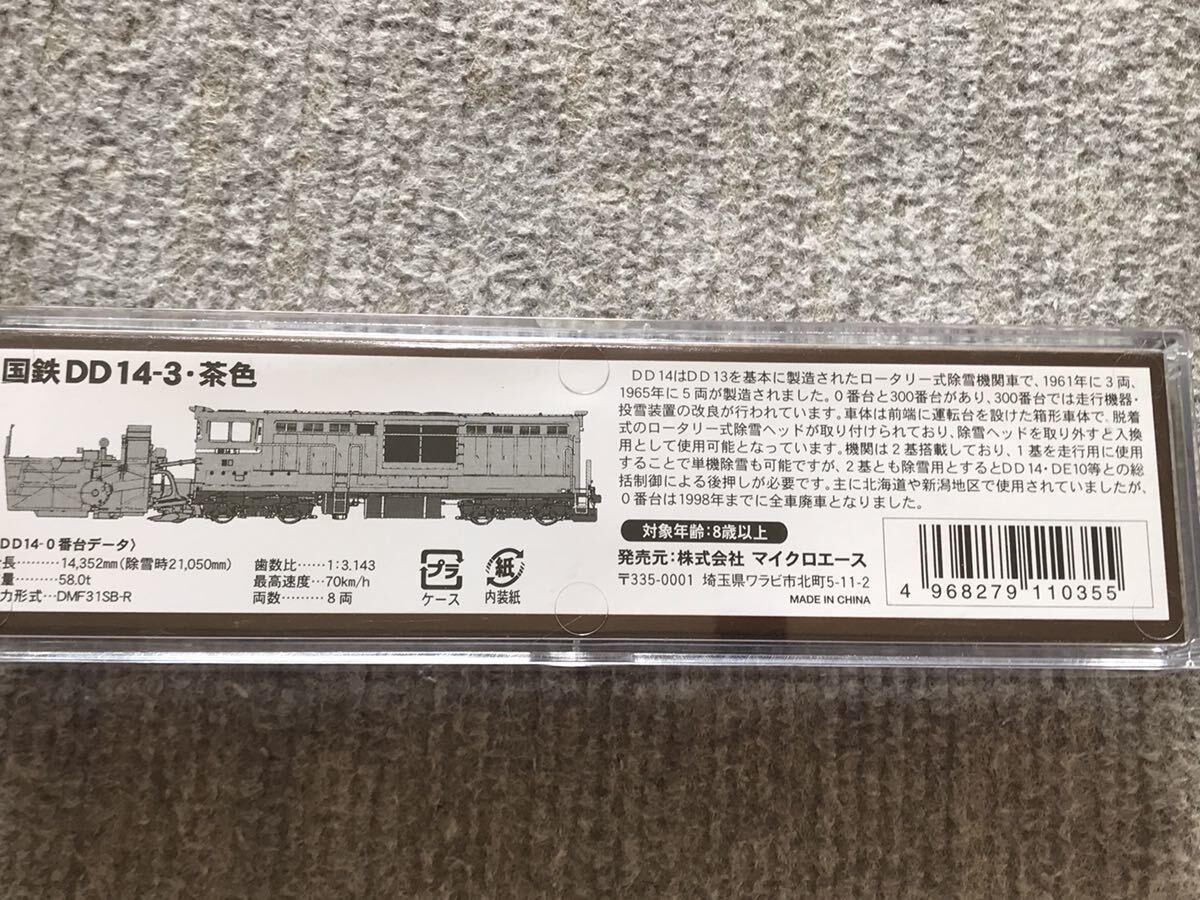 国鉄DD14-3・茶色
DD14はDD13を基本に製造されたロータリー式除雪機関車で、1961年に3両、
1965年に5両が製造されました。0番台と300番台があり、300番台では走行機器・
投雪装置の改良が行われています。車体は前端に運転台を設けた箱形車体で、脱着
式のロータリー式除雪ヘッドが取り付けられており、除雪ヘッドを取り外すと入換
用として使用可能となっています。機関は2基搭載しており、1基を走行用に使用
することで単機除雪も可能ですが、2基とも除雪用とするとDD14・DE10等との総
括制御による後押しが必要です。主に北海道や新潟地区で使用されていましたが、
0番台は1998年までに全車廃車となりました。
DD14-0番台データ〉
長………14,352mm(除雪時21,050mm)
量………58.0t
力形式…DMF31SB-R
歯数比……1:3.143
最高速度…70km/h
両数………8両
プラ
ケース
紙
内装紙
対象年齢:8歳以上
発売元:株式会社 マイクロエース
〒335-0001 埼玉県ワラビ市北町5-11-2
MADE IN CHINA
4 968279 110355